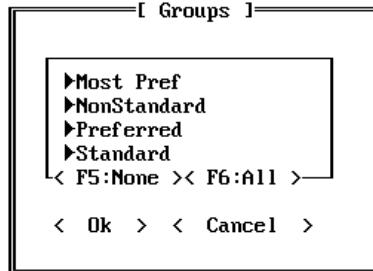 [ Groups ]
►Most Pref
►NonStandard
►Preferred
►Standard
< F5:None >< F6:All >
< Ok > < Cancel >